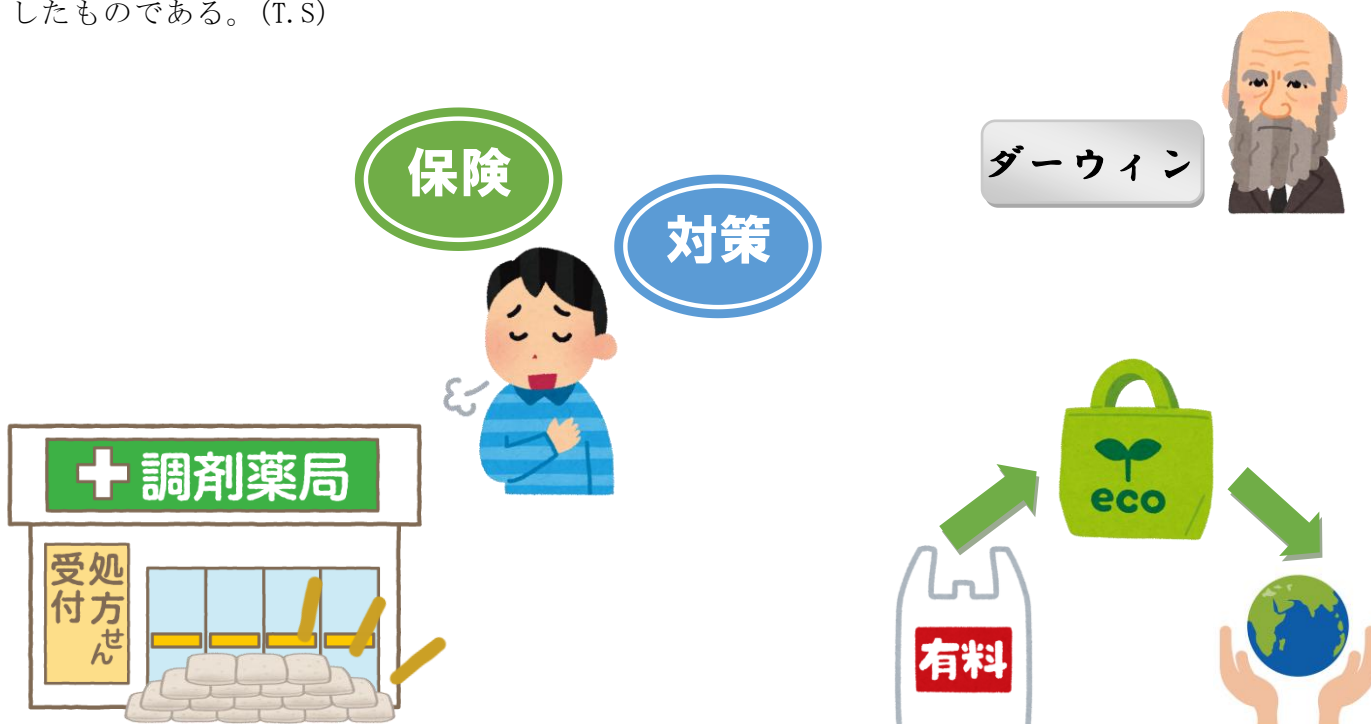 したものである。(T.S)
保険
対策
ダーウィン
調剤薬局
処方せん
受付
eco
有料